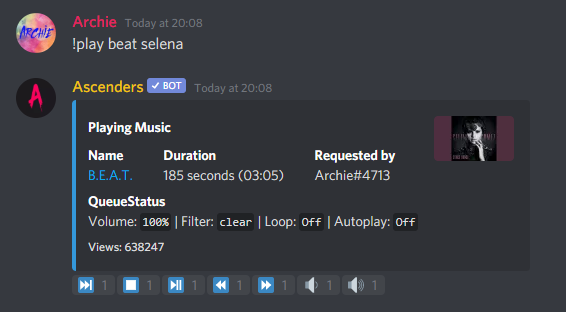 ARCHIE
Archie Today at 20:08
!play beat selena
A
Ascenders ✓ BOT Today at 20:08
Playing Music
Name Duration Requested by
B.E.A.T. 185 seconds (03:05) Archie#4713
QueueStatus
Volume: 100% | Filter: clear | Loop: Off | Autoplay: Off
Views: 638247
1 1 1 1 1 1 1